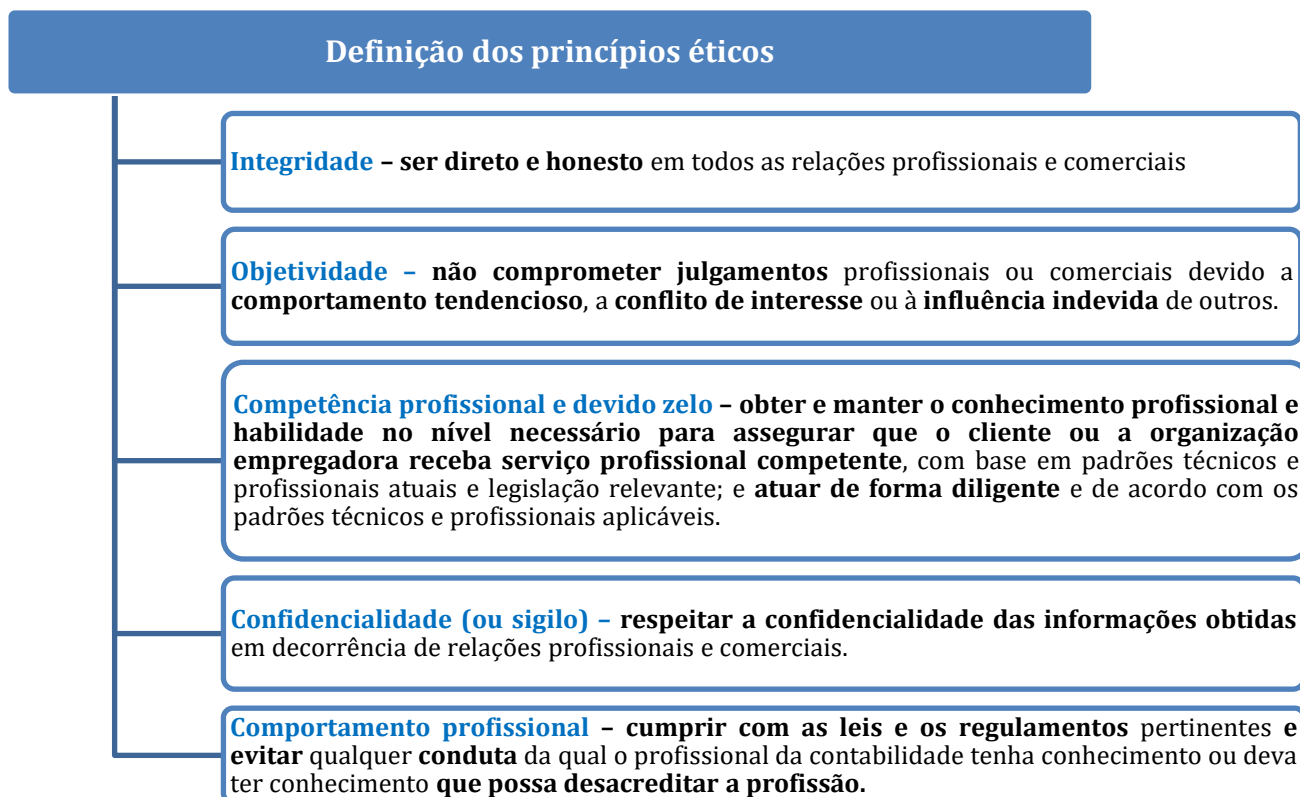 Definição dos princípios éticos
Integridade – ser direto e honesto em todos as relações profissionais e comerciais
Objetividade – não comprometer julgamentos profissionais ou comerciais devido a
comportamento tendencioso, a conflito de interesse ou à influência indevida de outros.
Competência profissional e devido zelo – obter e manter o conhecimento profissional e
habilidade no nível necessário para assegurar que o cliente ou a organização
empregadora receba serviço profissional competente, com base em padrões técnicos e
profissionais atuais e legislação relevante; e atuar de forma diligente e de acordo com os
padrões técnicos e profissionais aplicáveis.
Confidencialidade (ou sigilo) – respeitar a confidencialidade das informações obtidas
em decorrência de relações profissionais e comerciais.
Comportamento profissional – cumprir com as leis e os regulamentos pertinentes e
evitar qualquer conduta da qual o profissional da contabilidade tenha conhecimento ou deva
ter conhecimento que possa desacreditar a profissão.